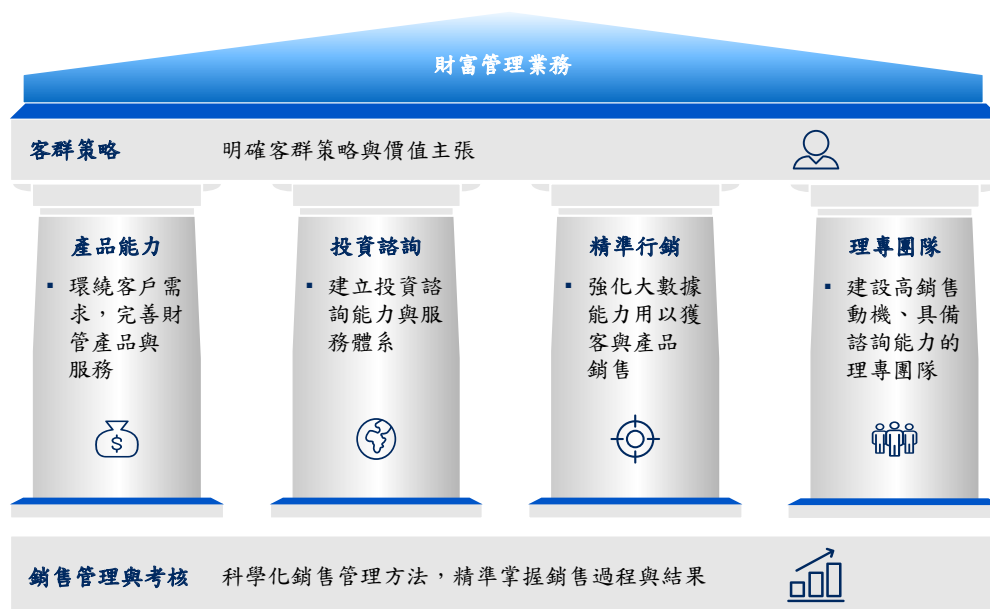 財富管理業務
客群策略 明確客群策略與價值主張
產品能力
▪ 環繞客戶需
求，完善財
管產品與
服務
$
投資諮詢
▪ 建立投資諮
詢能力與服
務體系
精準行銷
▪ 強化大數據
能力用以獲
客與產品
銷售
理專團隊
▪ 建設高銷售
動機、具備
諮詢能力的
理專團隊
銷售管理與考核 科學化銷售管理方法，精準掌握銷售過程與結果